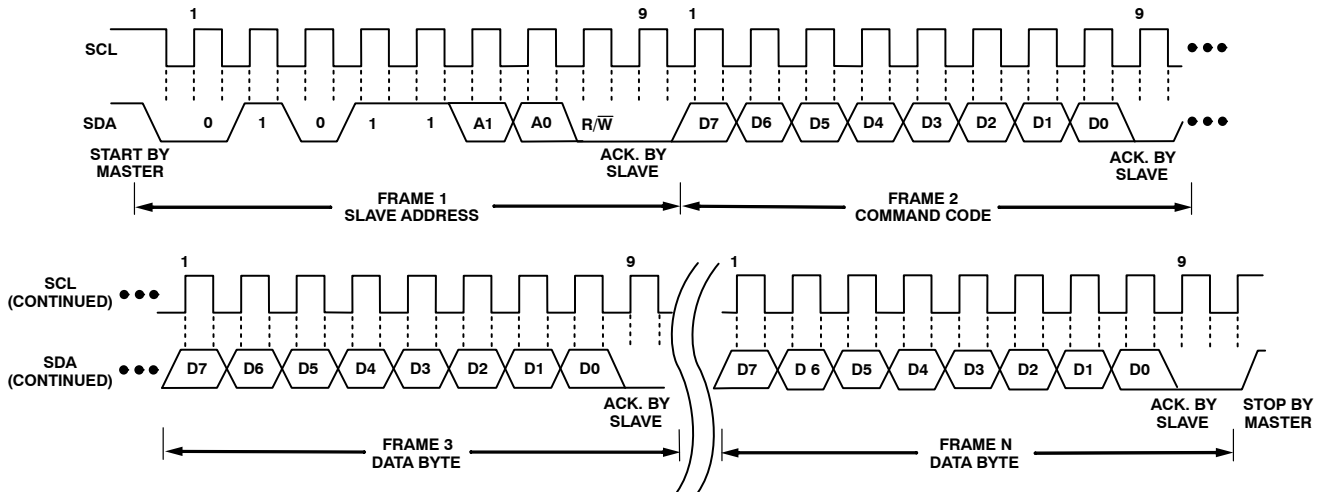 1 9 1 9
SCL
SDA 0 1 0 1 1 A1 A0 R/W̅ D7 D6 D5 D4 D3 D2 D1 D0
START BY
MASTER
ACK. BY
SLAVE
ACK. BY
SLAVE
FRAME 1
SLAVE ADDRESS
FRAME 2
COMMAND CODE
1 9 1 9
SCL
(CONTINUED)
SDA
(CONTINUED)
D7 D6 D5 D4 D3 D2 D1 D0 D7 D 6 D5 D4 D3 D2 D1 D0
ACK. BY
SLAVE
ACK. BY
SLAVE
STOP BY
MASTER
FRAME 3
DATA BYTE
FRAME N
DATA BYTE